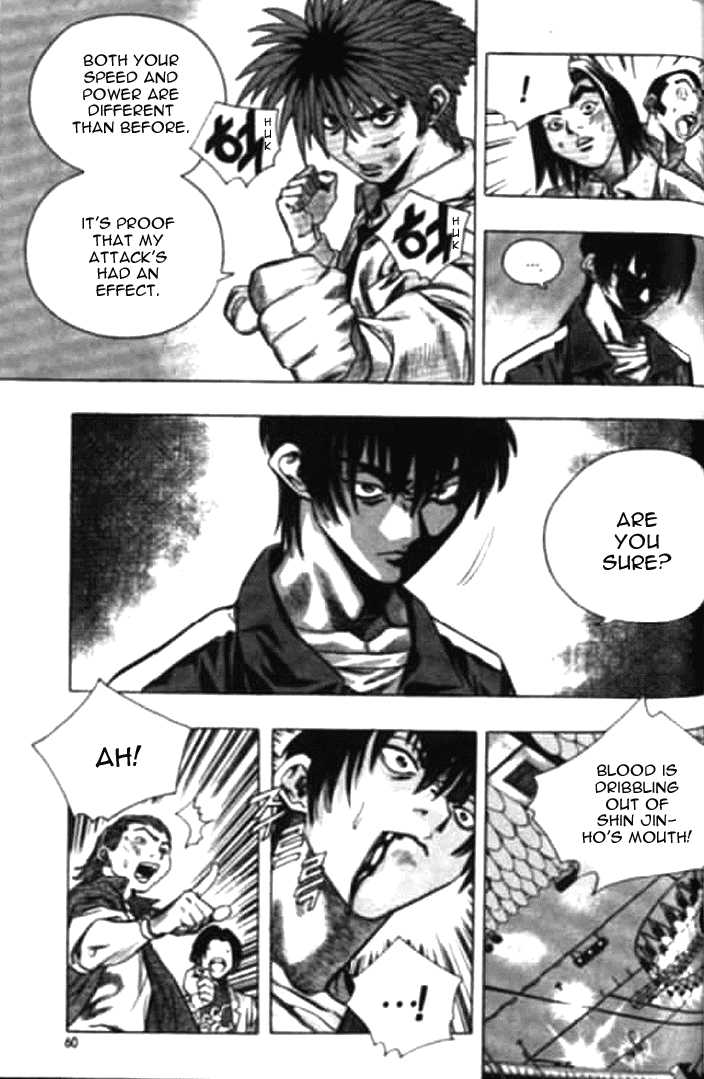 BOTH YOUR
SPEED AND
POWER ARE
DIFFERENT
THAN BEFORE.
헉
HUK
IT'S PROOF
THAT MY
ATTACK'S
HAD AN
EFFECT.
헉
HUK
!
....
ARE
YOU
SURE?
AH!
...!
BLOOD IS
DRIBBLING
OUT OF
SHIN JIN-
HO'S MOUTH!
60